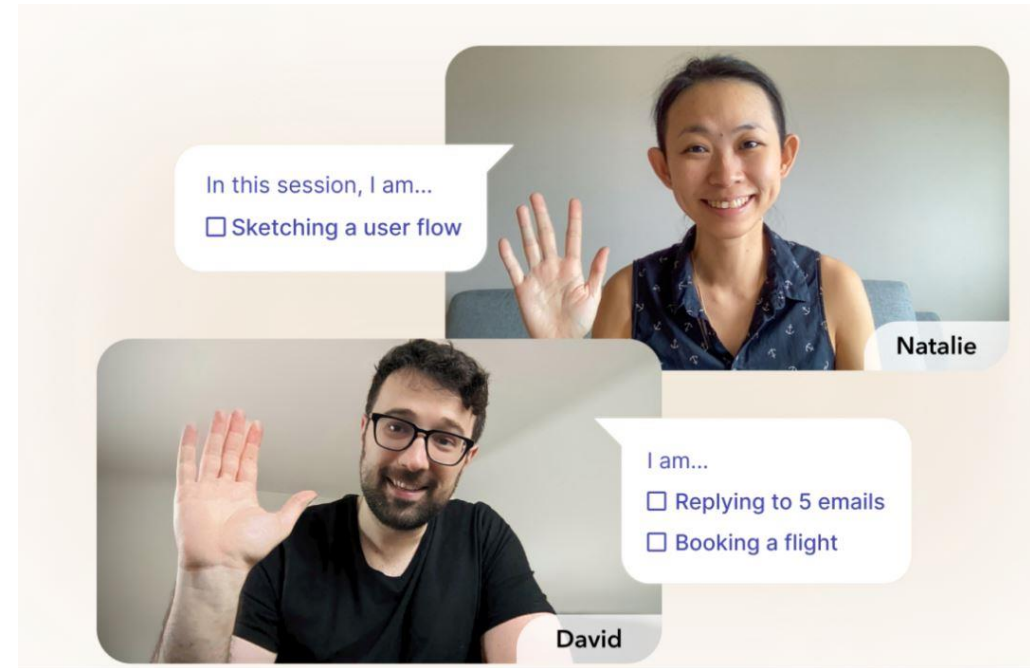 In this session, I am...
Sketching a user flow
Natalie
I am...
Replying to 5 emails
Booking a flight
David